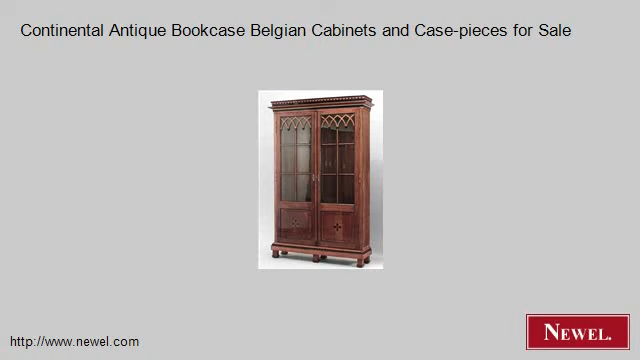 Continental Antique Bookcase Belgian Cabinets and Case-pieces for Sale
NEWEL.
http://www.newel.com